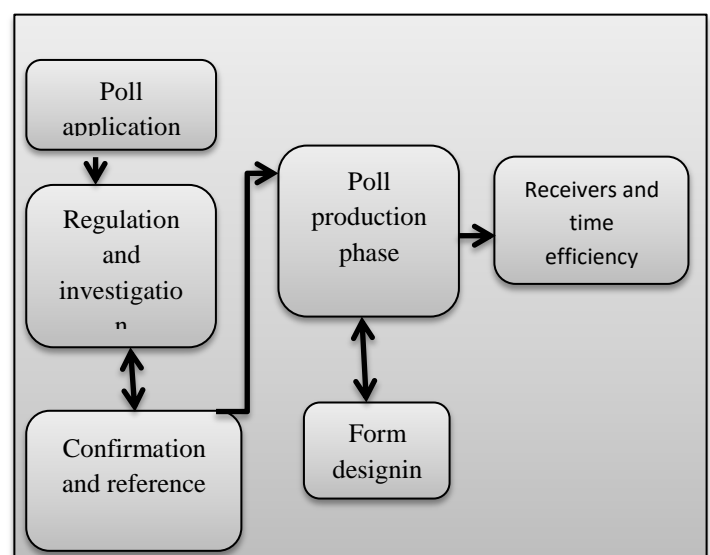 Poll
application
Regulation
and
investigatio
n
Confirmation
and reference
Poll
production
phase
Form
designin
Receivers and
time
efficiency